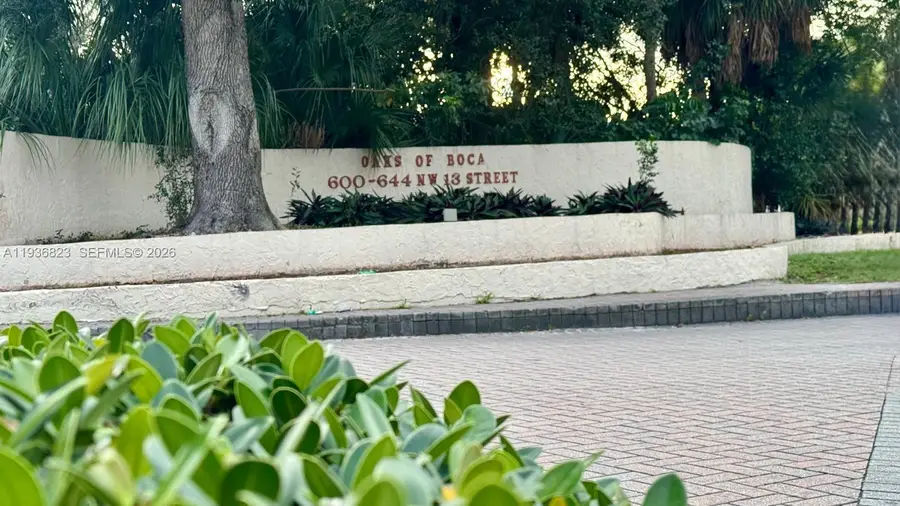 OAKS OF BOCA
600-644 NW 13 STREET
A11936823 SEFMLS© 2026